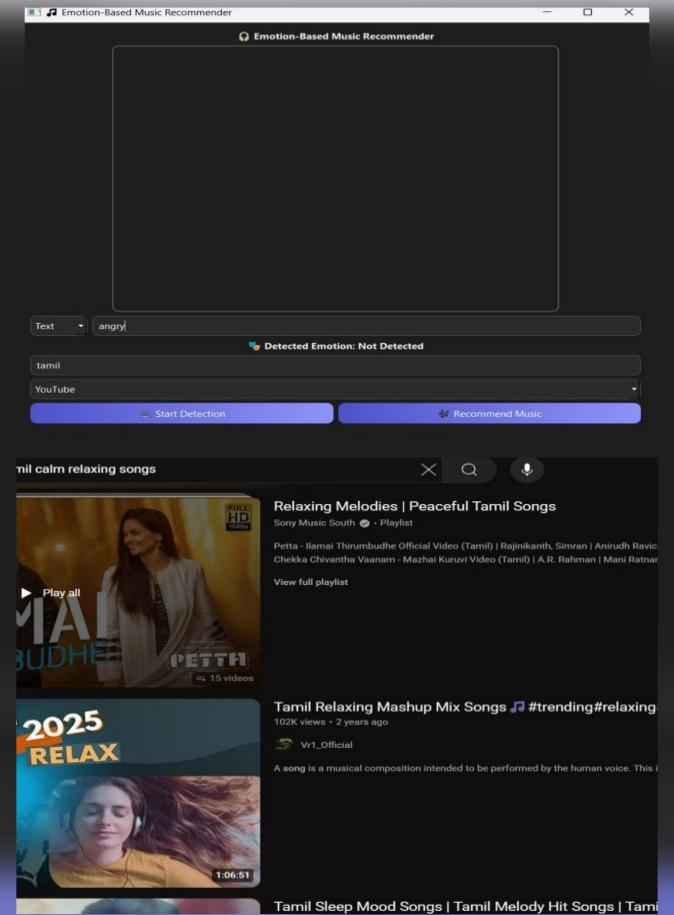 Emotion-Based Music Recommender
Emotion-Based Music Recommender
Text
angry
Detected Emotion: Not Detected
tamil
YouTube
Start Detection
Recommend Music
mil calm relaxing songs
FULL
HD
1080p
Play all
MAI
BUDHE
PETTA
15 videos
Relaxing Melodies | Peaceful Tamil Songs
Sony Music South • Playlist
Petta - Ilamai Thirumbudhe Official Video (Tamil) | Rajinikanth, Simran | Anirudh Ravic
Chekka Chivantha Vaanam - Mazhai Kuruvi Video (Tamil) | A.R. Rahman | Mani Ratnar
View full playlist
2025
RELAX
1:06:51
Tamil Relaxing Mashup Mix Songs 🎵 #trending#relaxing
102K views • 2 years ago
Vr1_Official
A song is a musical composition intended to be performed by the human voice. This i
Tamil Sleep Mood Songs | Tamil Melody Hit Songs | Tami